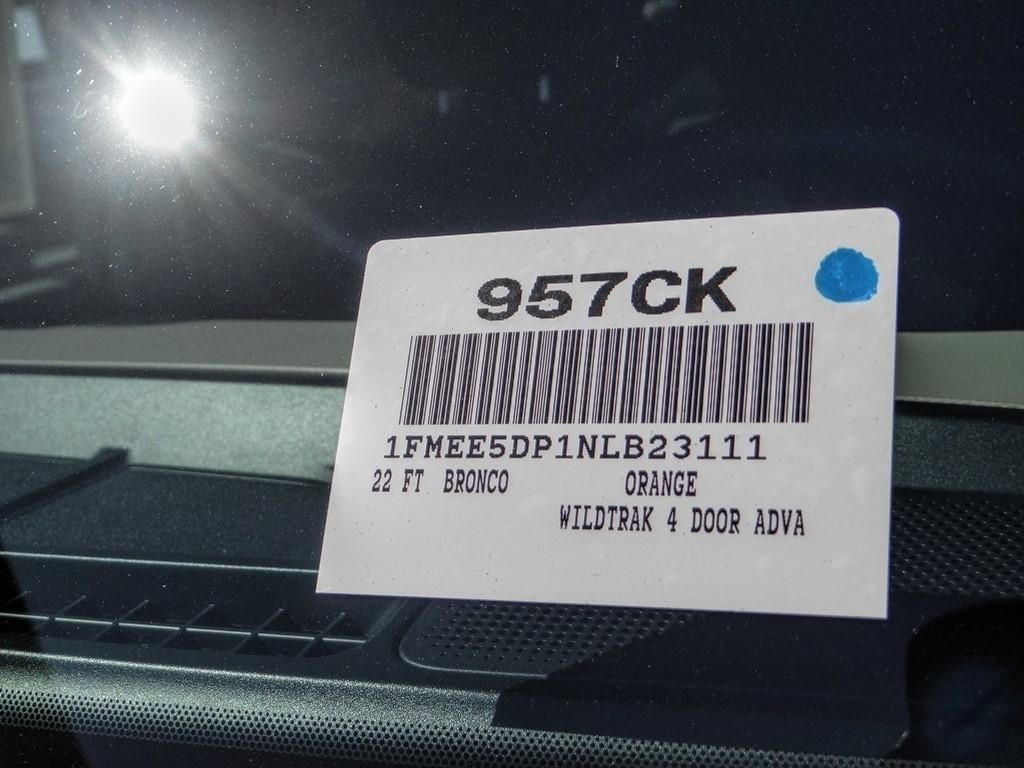 957CK
1FMEE5DP1NLB23111
22 FT BRONCO ORANGE
WILDTRAK 4 DOOR ADVA